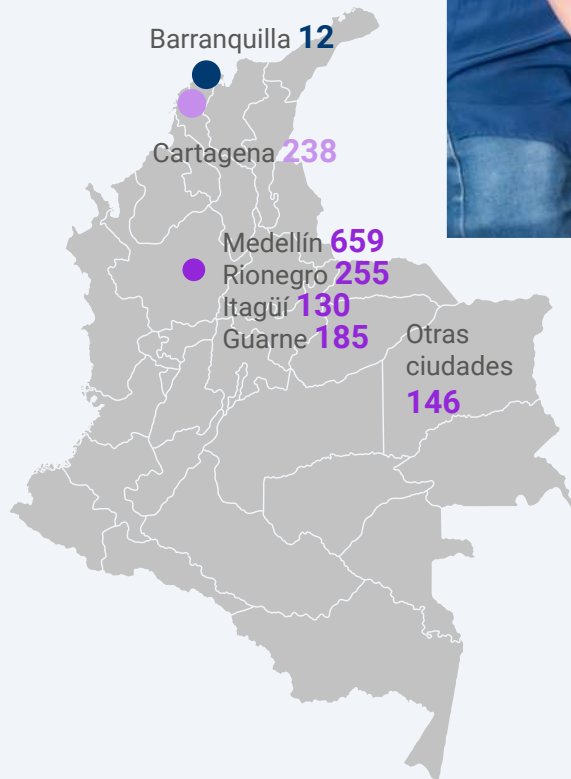 Barranquilla 12
Cartagena 238
Medellín 659
Rionegro 255
Itagüí 130
Guarne 185
Otras
ciudades
146